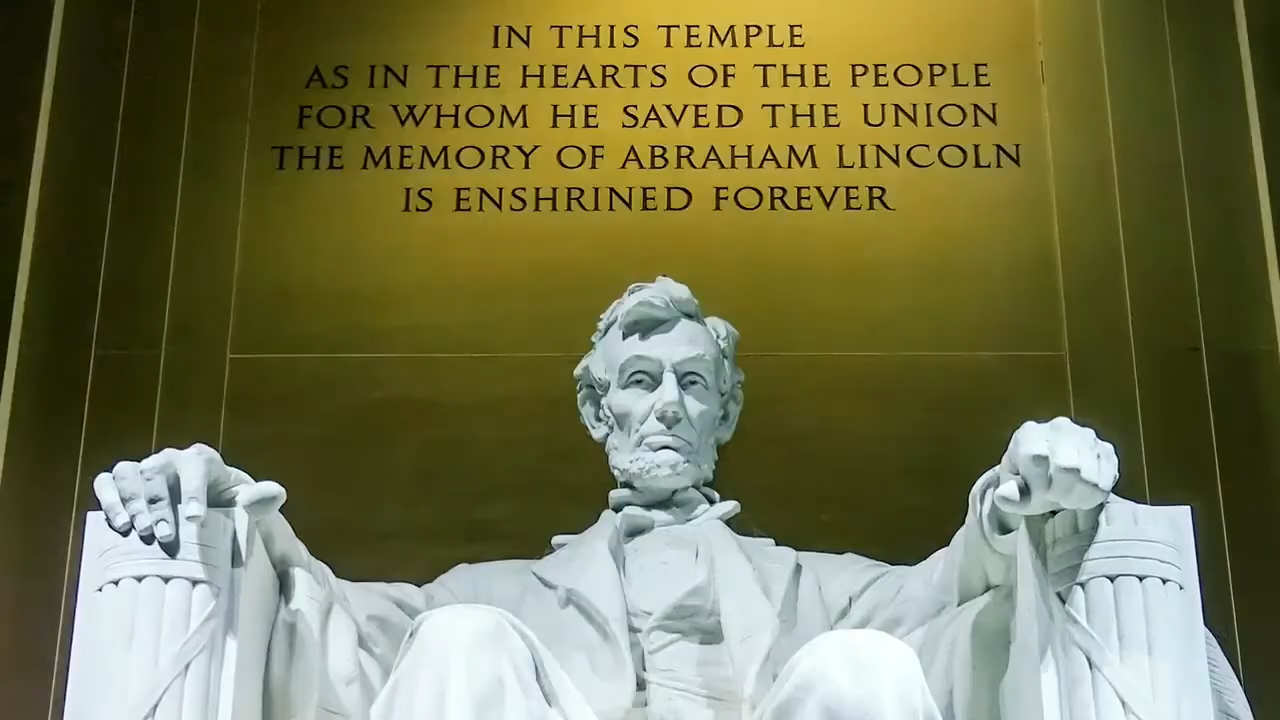 IN THIS TEMPLE
AS IN THE HEARTS OF THE PEOPLE
FOR WHOM HE SAVED THE UNION
THE MEMORY OF ABRAHAM LINCOLN
IS ENSHRINED FOREVER